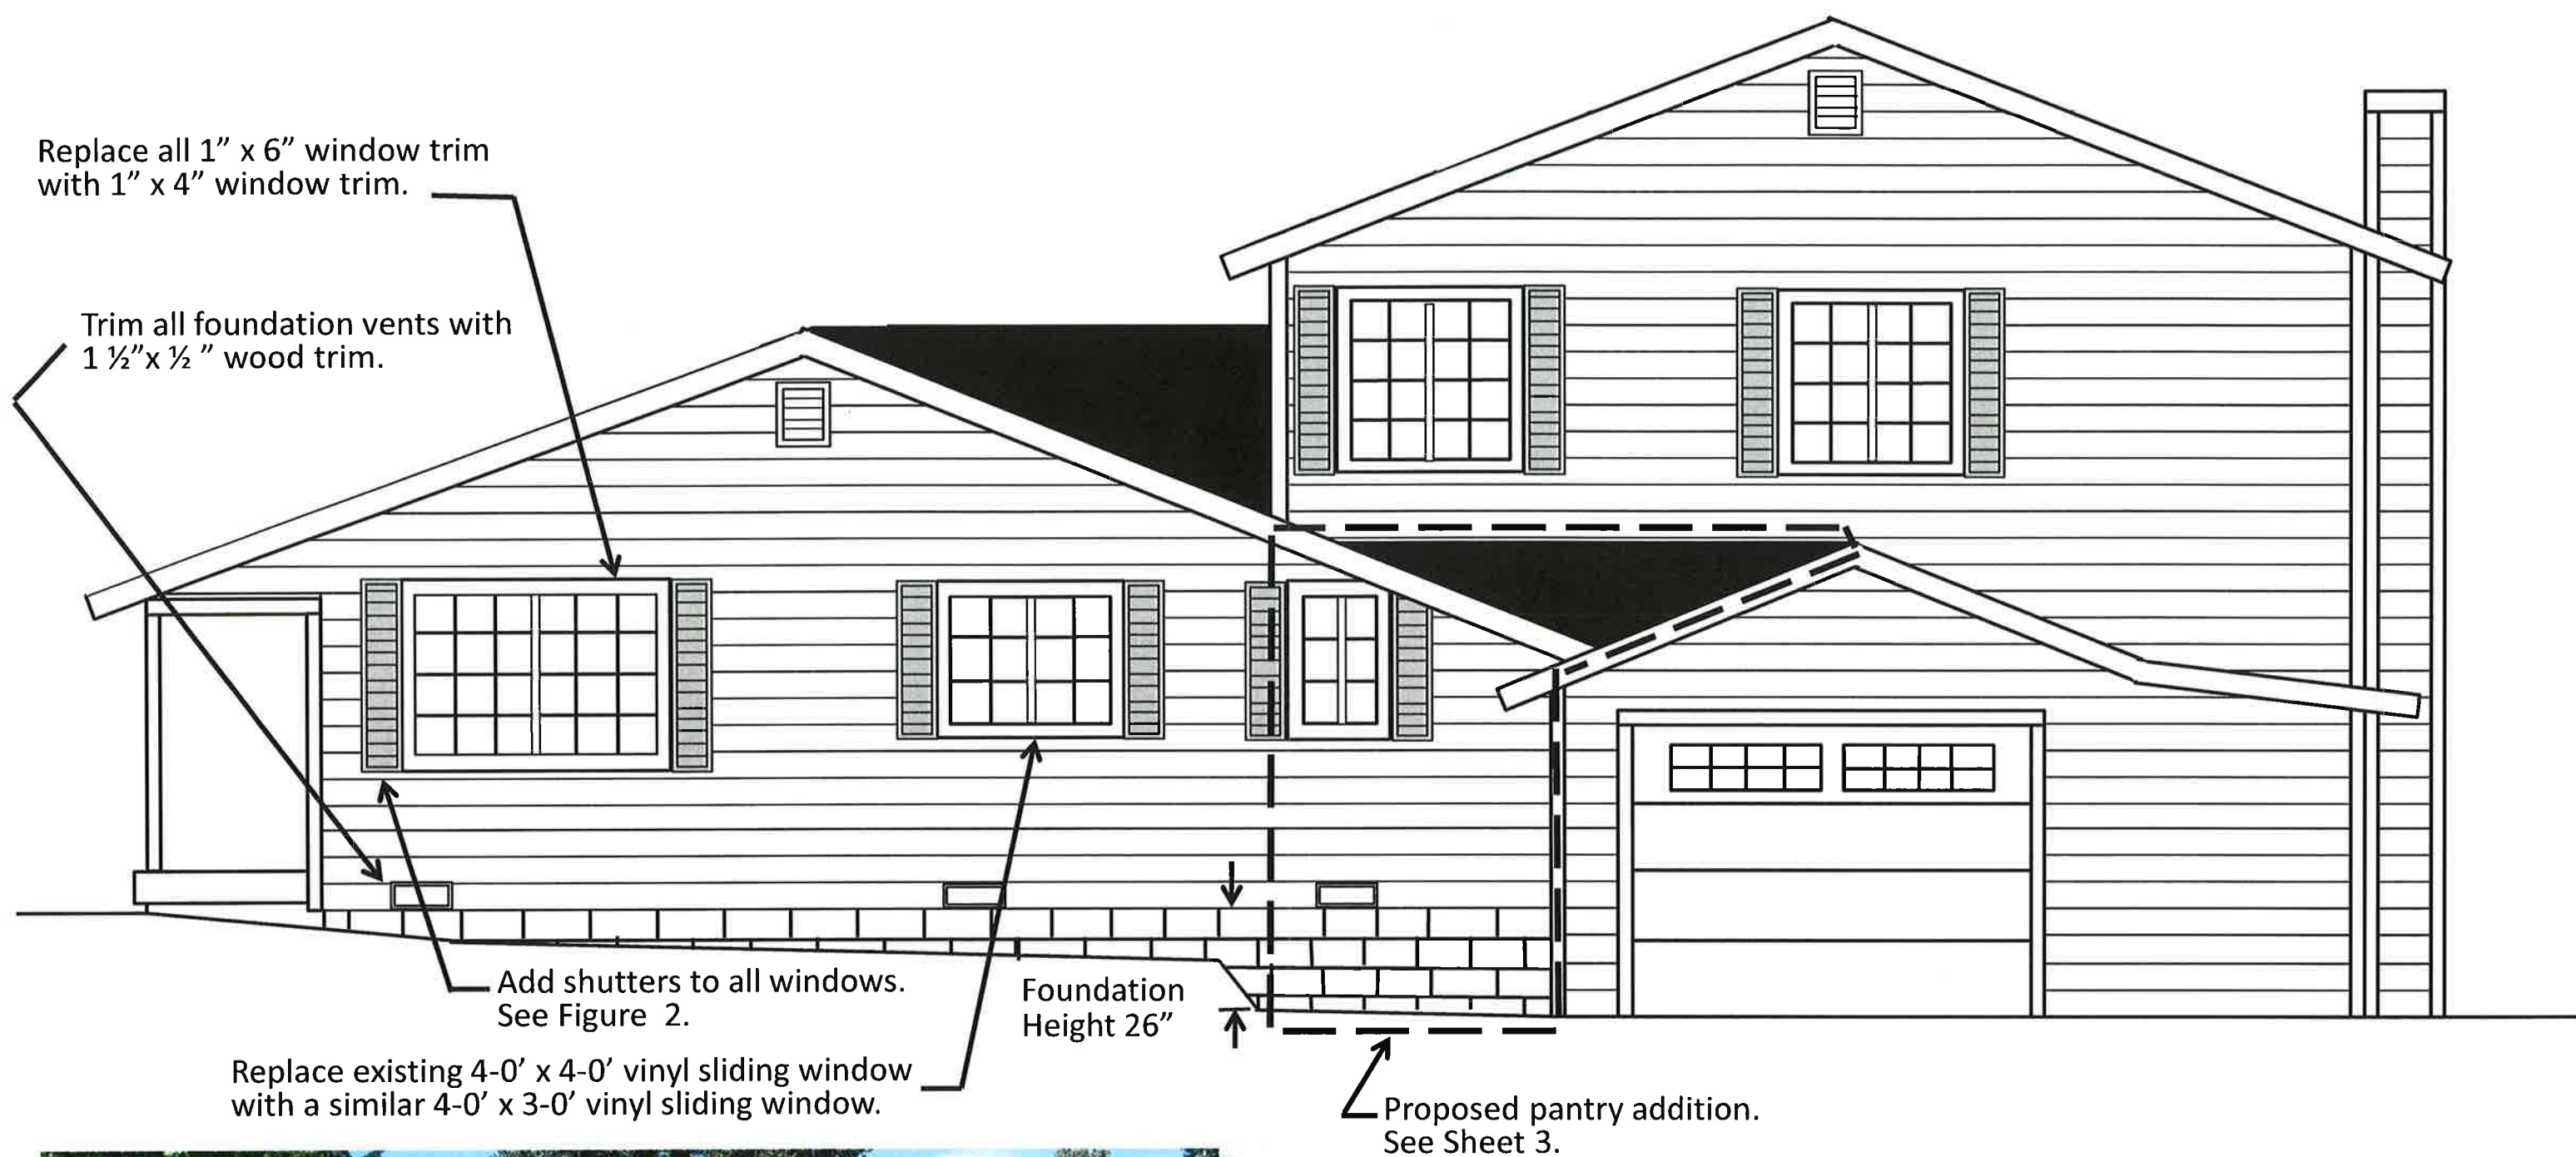 Replace all 1” x 6” window trim
with 1” x 4” window trim.
Trim all foundation vents with
1 ½”x ½ ” wood trim.
Add shutters to all windows.
See Figure 2.
Foundation
Height 26”
Replace existing 4-0’ x 4-0’ vinyl sliding window
with a similar 4-0’ x 3-0’ vinyl sliding window.
Proposed pantry addition.
See Sheet 3.